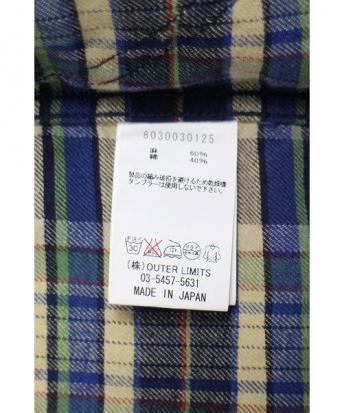 8030030125
麻 60%
綿 40%
製品の縮み破損を避けるため乾燥機
タンブラーは使用しないで下さい。
30
(株) OUTER LIMITS
03-5457-5631
MADE IN JAPAN